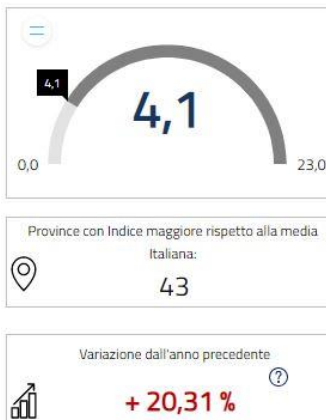 4,1
4,1
0,0
23,0
Province con Indice maggiore rispetto alla media
Italiana:
43
Variazione dall'anno precedente
?
+ 20,31 %